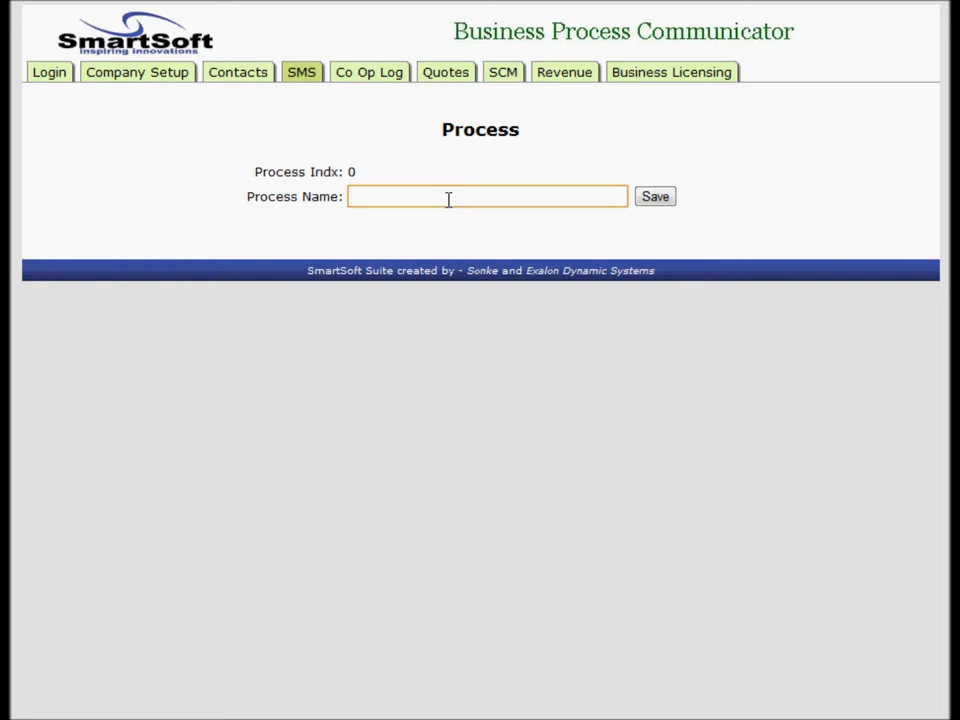 SmartSoft
Inspiring Innovations
Business Process Communicator
Login Company Setup Contacts SMS Co Op Log Quotes SCM Revenue Business Licensing
Process
Process Indx: 0
Process Name: Save
SmartSoft Suite created by - Sonke and Exalon Dynamic Systems